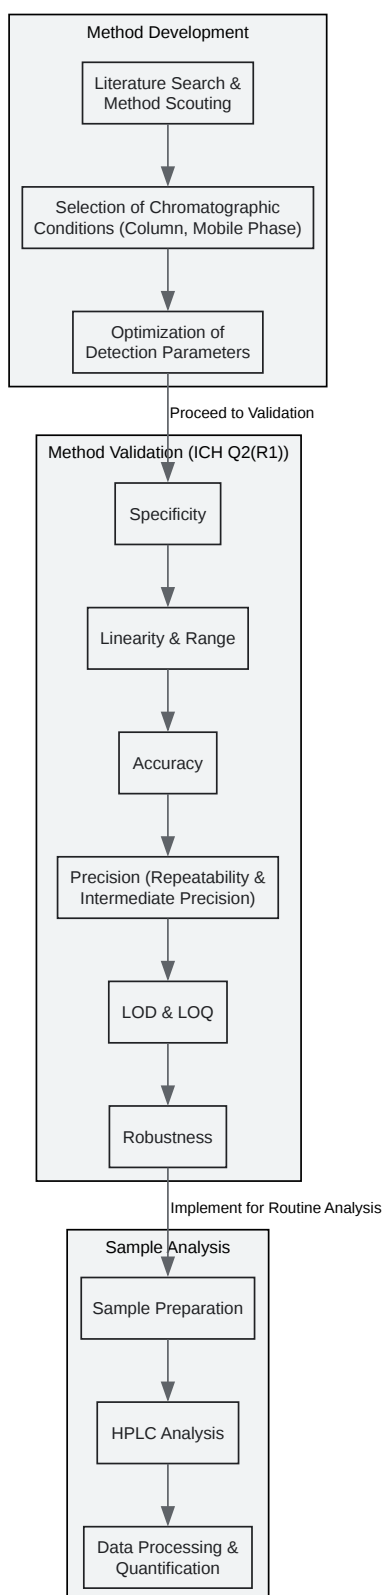 Method Development
Literature Search &
Method Scouting
Selection of Chromatographic
Conditions (Column, Mobile Phase)
Optimization of
Detection Parameters
Proceed to Validation
Method Validation (ICH Q2(R1))
Specificity
Linearity & Range
Accuracy
Precision (Repeatability &
Intermediate Precision)
LOD & LOQ
Robustness
Implement for Routine Analysis
Sample Analysis
Sample Preparation
HPLC Analysis
Data Processing &
Quantification